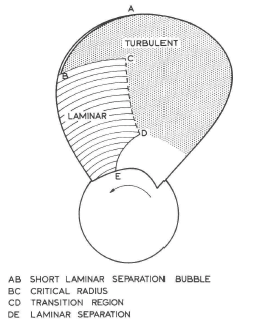 A
TURBULENT
C
B
LAMINAR
D
E
AB SHORT LAMINAR SEPARATION BUBBLE
BC CRITICAL RADIUS
CD TRANSITION REGION
DE LAMINAR SEPARATION